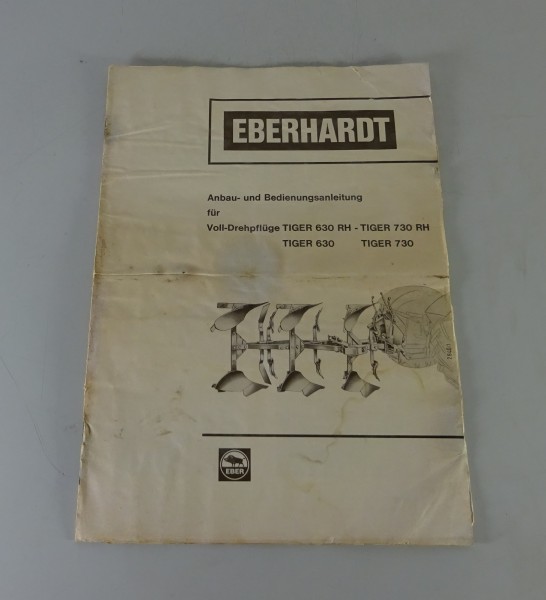 EBERHARDT
Anbau- und Bedienungsanleitung
für
Voll-Drehpflüge TIGER 630 RH - TIGER 730 RH
TIGER 630 TIGER 730
EBER